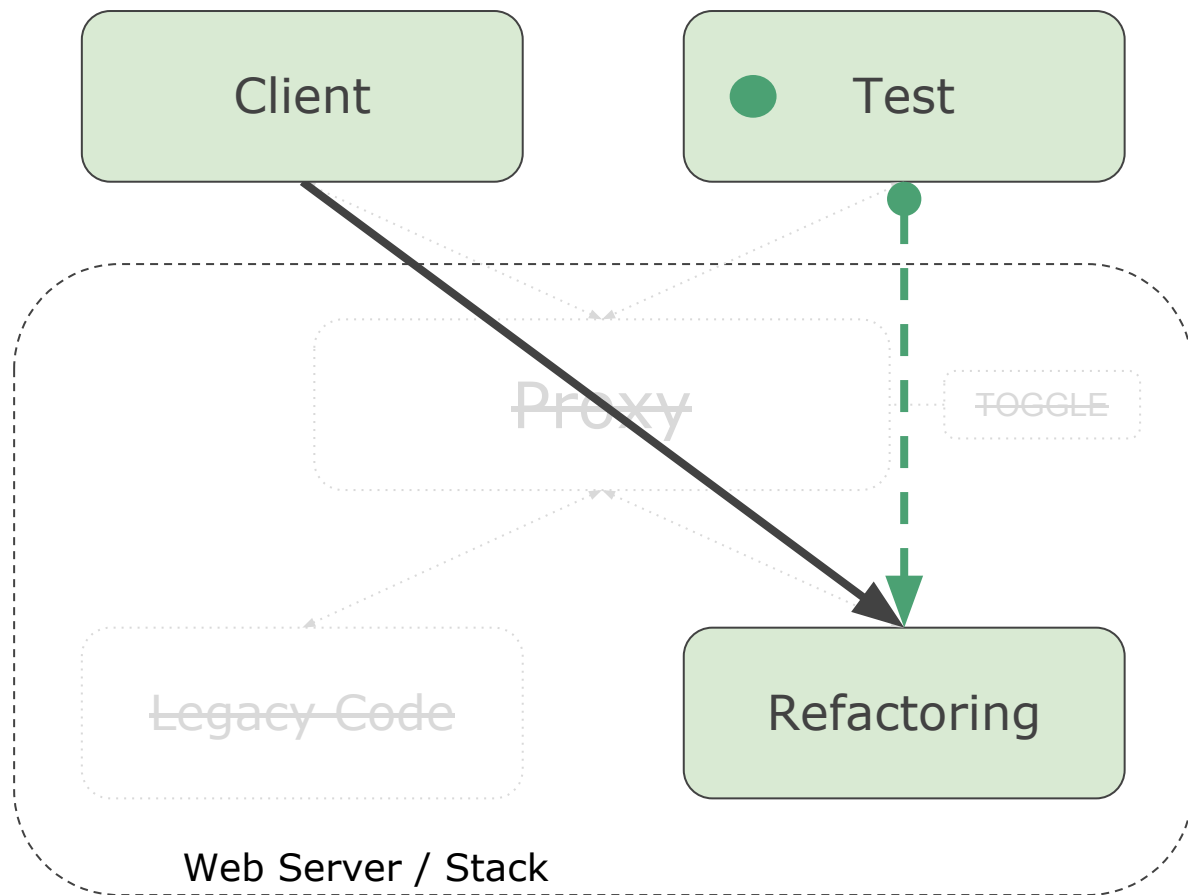 Client
Test
Proxy
TOGGLE
Legacy Code
Refactoring
Web Server / Stack